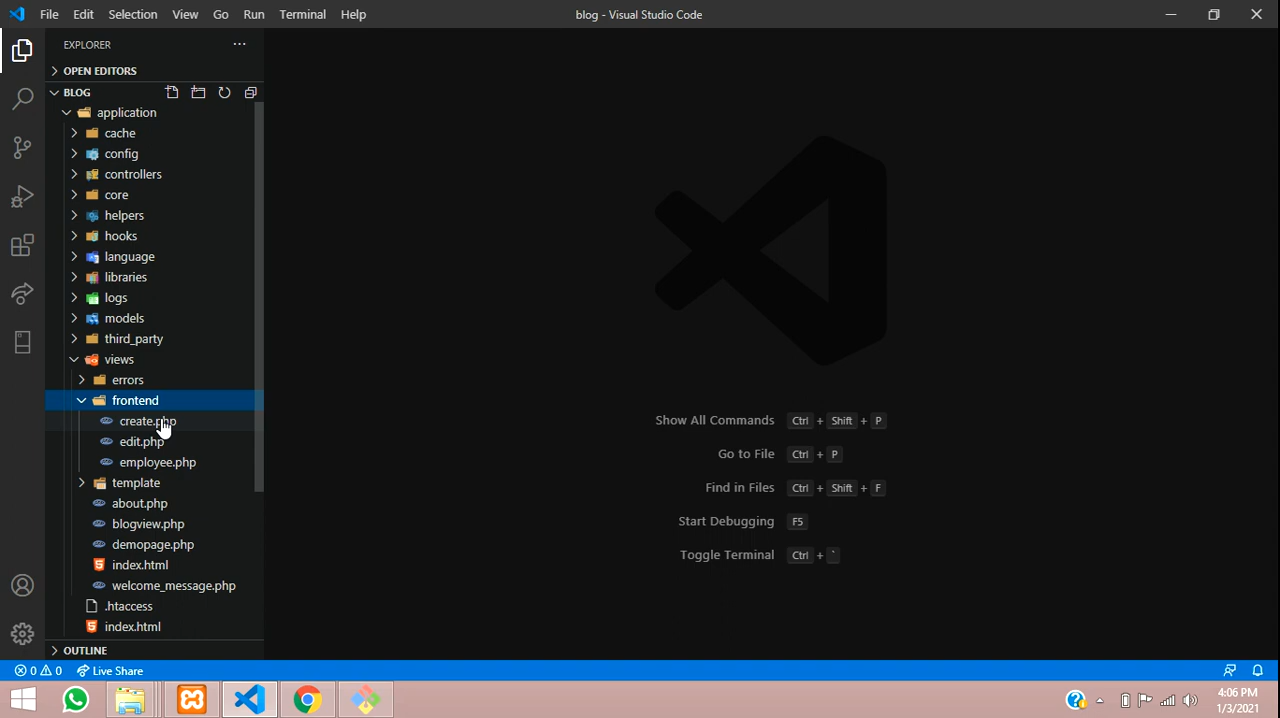 File Edit Selection View Go Run Terminal Help
blog - Visual Studio Code
EXPLORER
OPEN EDITORS
BLOG
application
cache
config
controllers
core
helpers
hooks
language
libraries
logs
models
third_party
views
errors
frontend
create.php
edit.php
employee.php
template
about.php
blogview.php
demopage.php
index.html
welcome_message.php
.htaccess
index.html
OUTLINE
Show All Commands Ctrl + Shift + P
Go to File Ctrl + P
Find in Files Ctrl + Shift + F
Start Debugging F5
Toggle Terminal Ctrl + `
0 0 Live Share
4:06 PM
1/3/2021